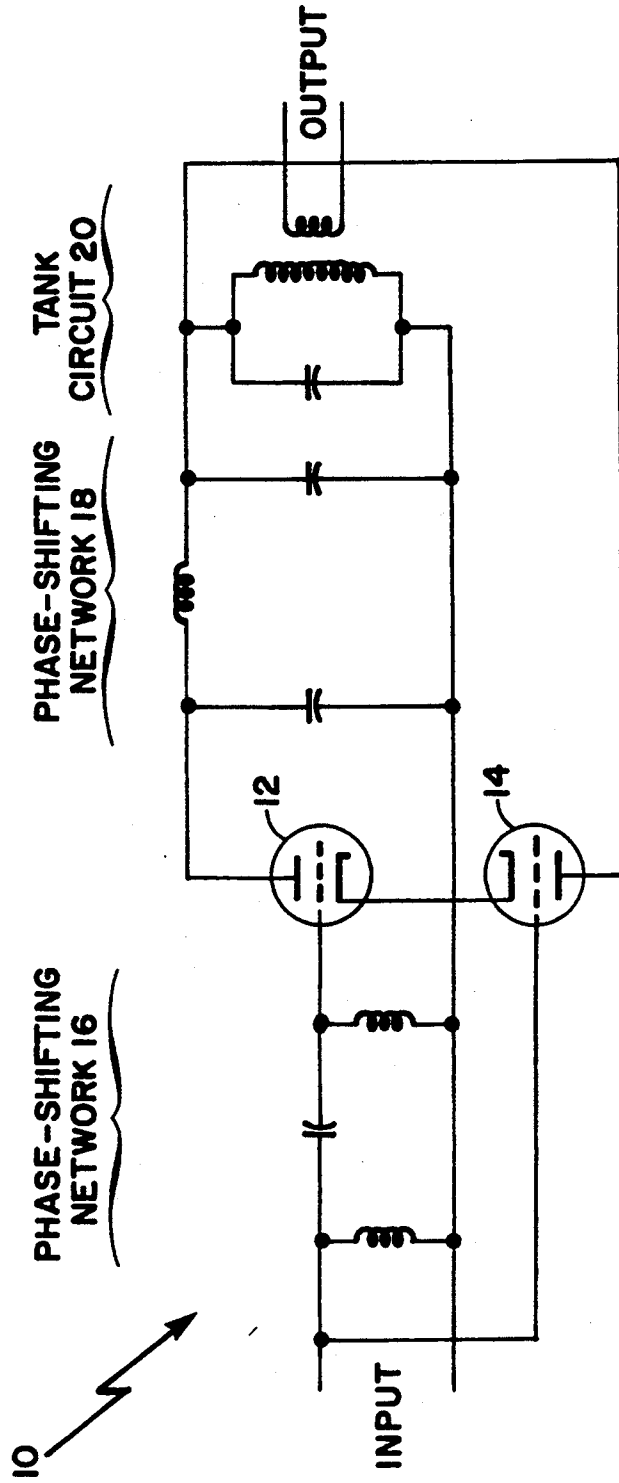 10
PHASE-SHIFTING
NETWORK 16
PHASE-SHIFTING
NETWORK 18
TANK
CIRCUIT 20
12
14
INPUT
OUTPUT